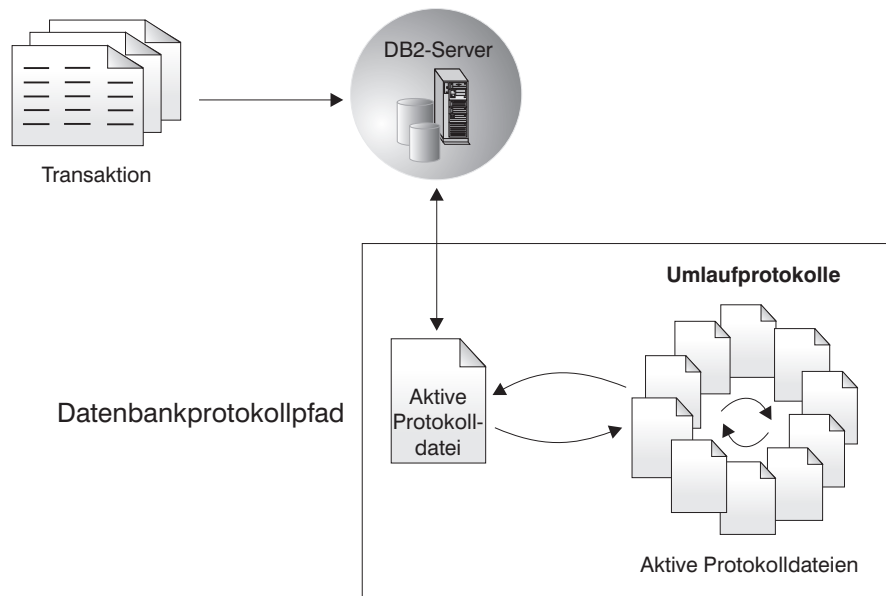 DB2-Server
Transaktion
Umlaufprotokolle
Aktive
Protokoll-
datei
Datenbankprotokollpfad
Aktive Protokolldateien